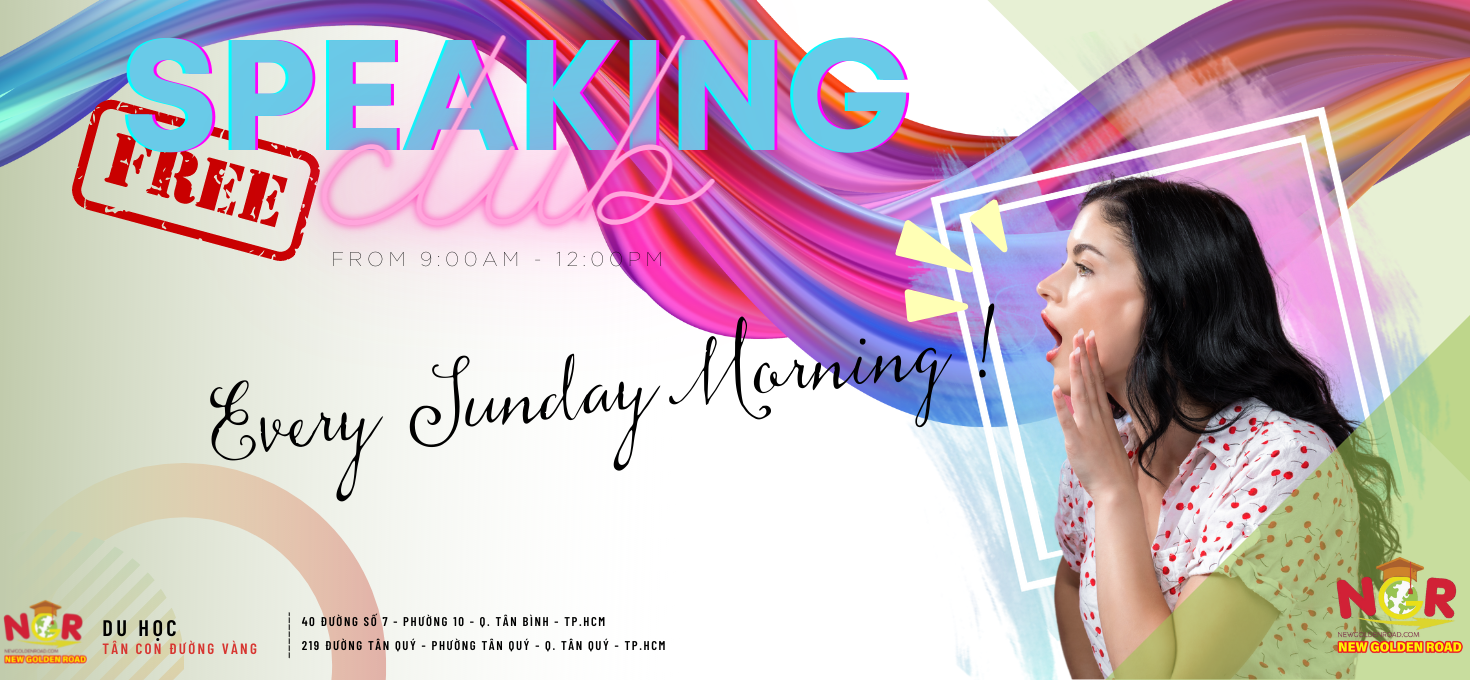 SPEAKING
FREE
club
FROM 9:00AM - 12:00PM
Every Sunday Morning !
NGR
NEWGOLDENROAD.COM
NEW GOLDEN ROAD
DU HỌC
TÂN CON ĐƯỜNG VÀNG
40 ĐƯỜNG SỐ 7 - PHƯỜNG 10 - Q. TÂN BÌNH - TP.HCM
219 ĐƯỜNG TÂN QUÝ - PHƯỜNG TÂN QUÝ - Q. TÂN QUÝ - TP.HCM
NGR
NEWGOLDENROAD.COM
NEW GOLDEN ROAD